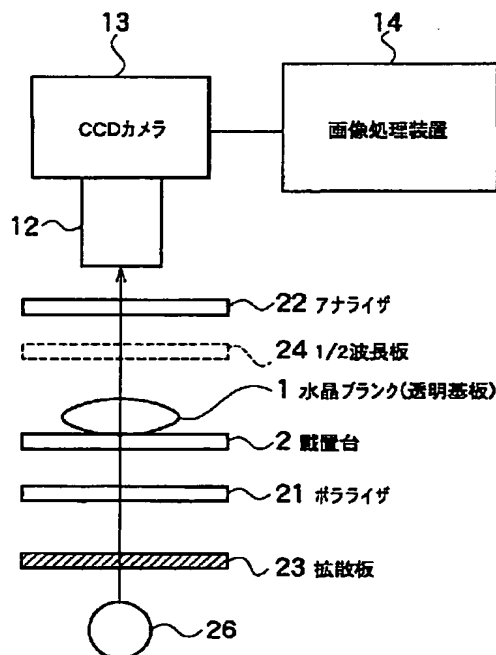 13
14
CCDカメラ
画像処理装置
12
22 アナライザ
24 1/2波長板
1 水晶ブランク(透明基板)
2 載置台
21 ポラライザ
23 拡散板
26